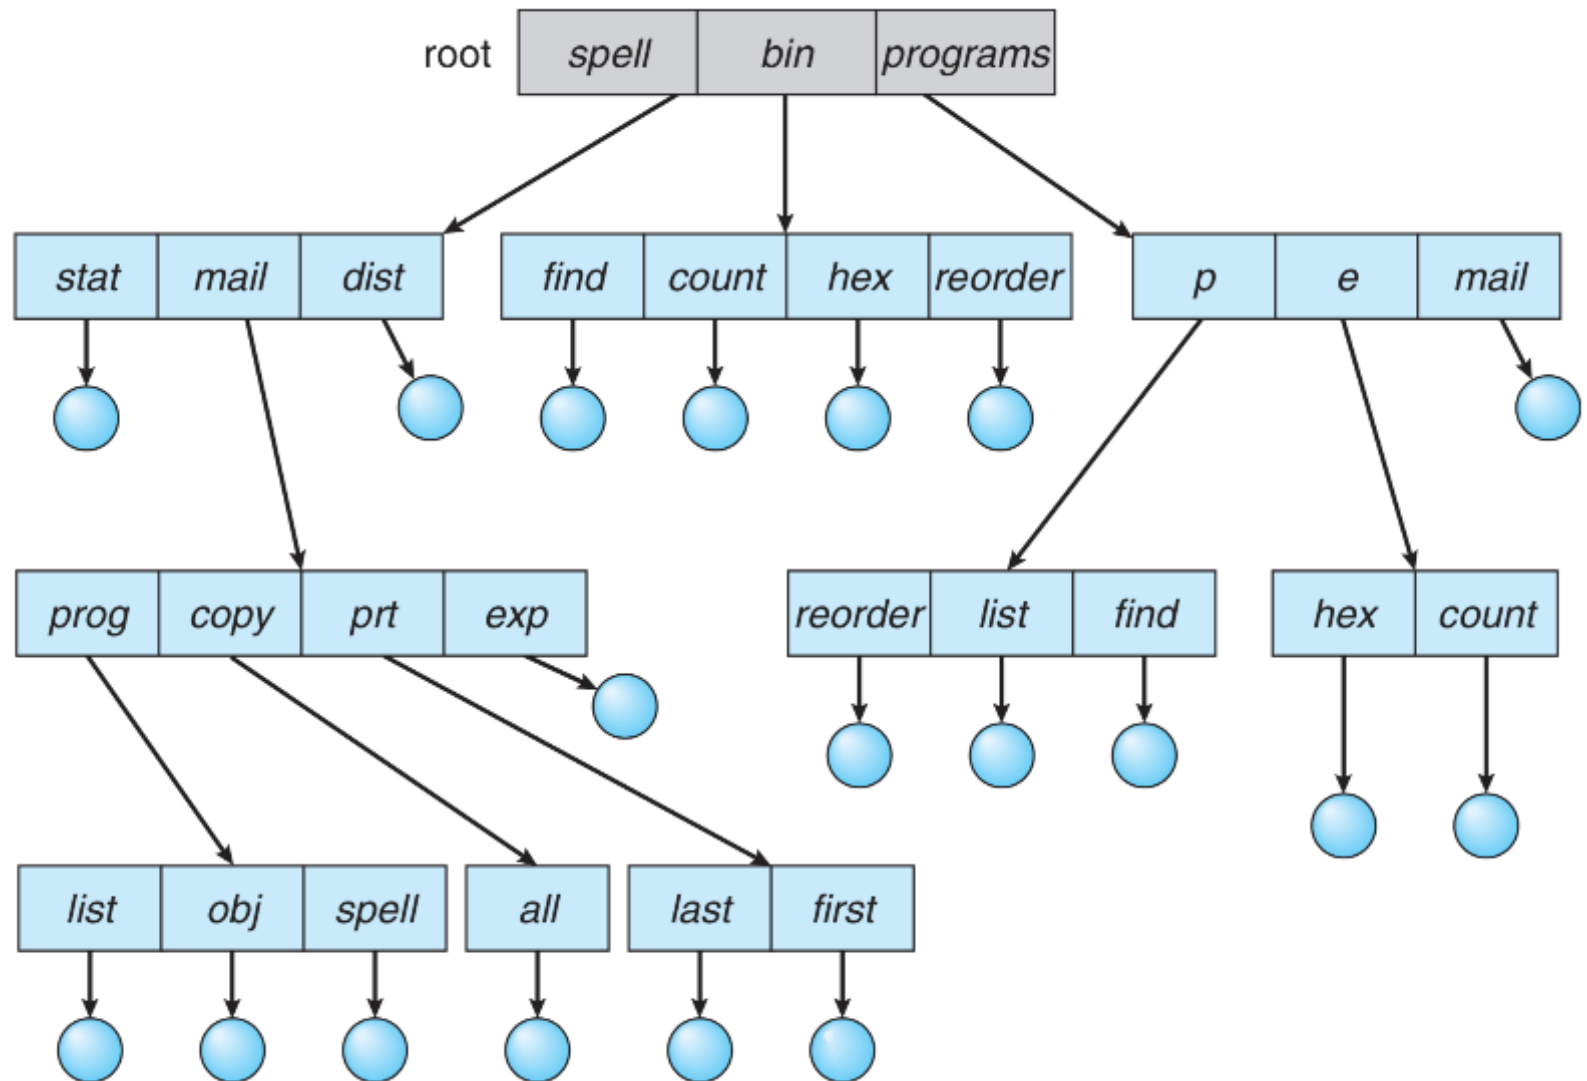 root spell bin programs
stat mail dist find count hex reorder p e mail
prog copy prt exp reorder list find hex count
list obj spell all last first